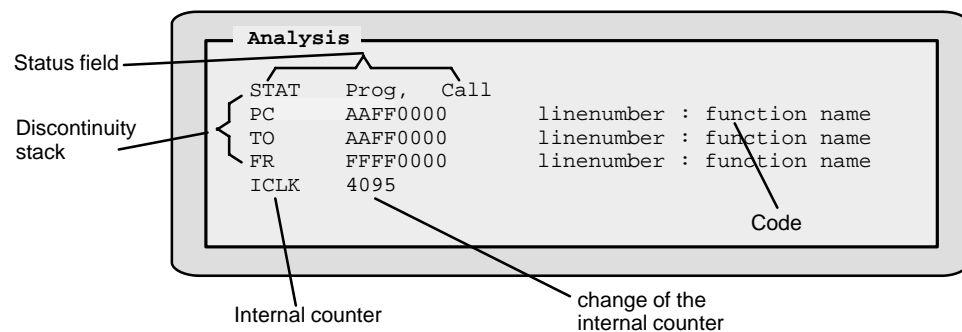 Analysis
Status field
STAT Prog, Call
PC AAFF0000 linenumber : function name
Discontinuity
stack
TO AAFF0000 linenumber : function name
FR FFFF0000 linenumber : function name
ICLK 4095
Code
Internal counter
change of the
internal counter